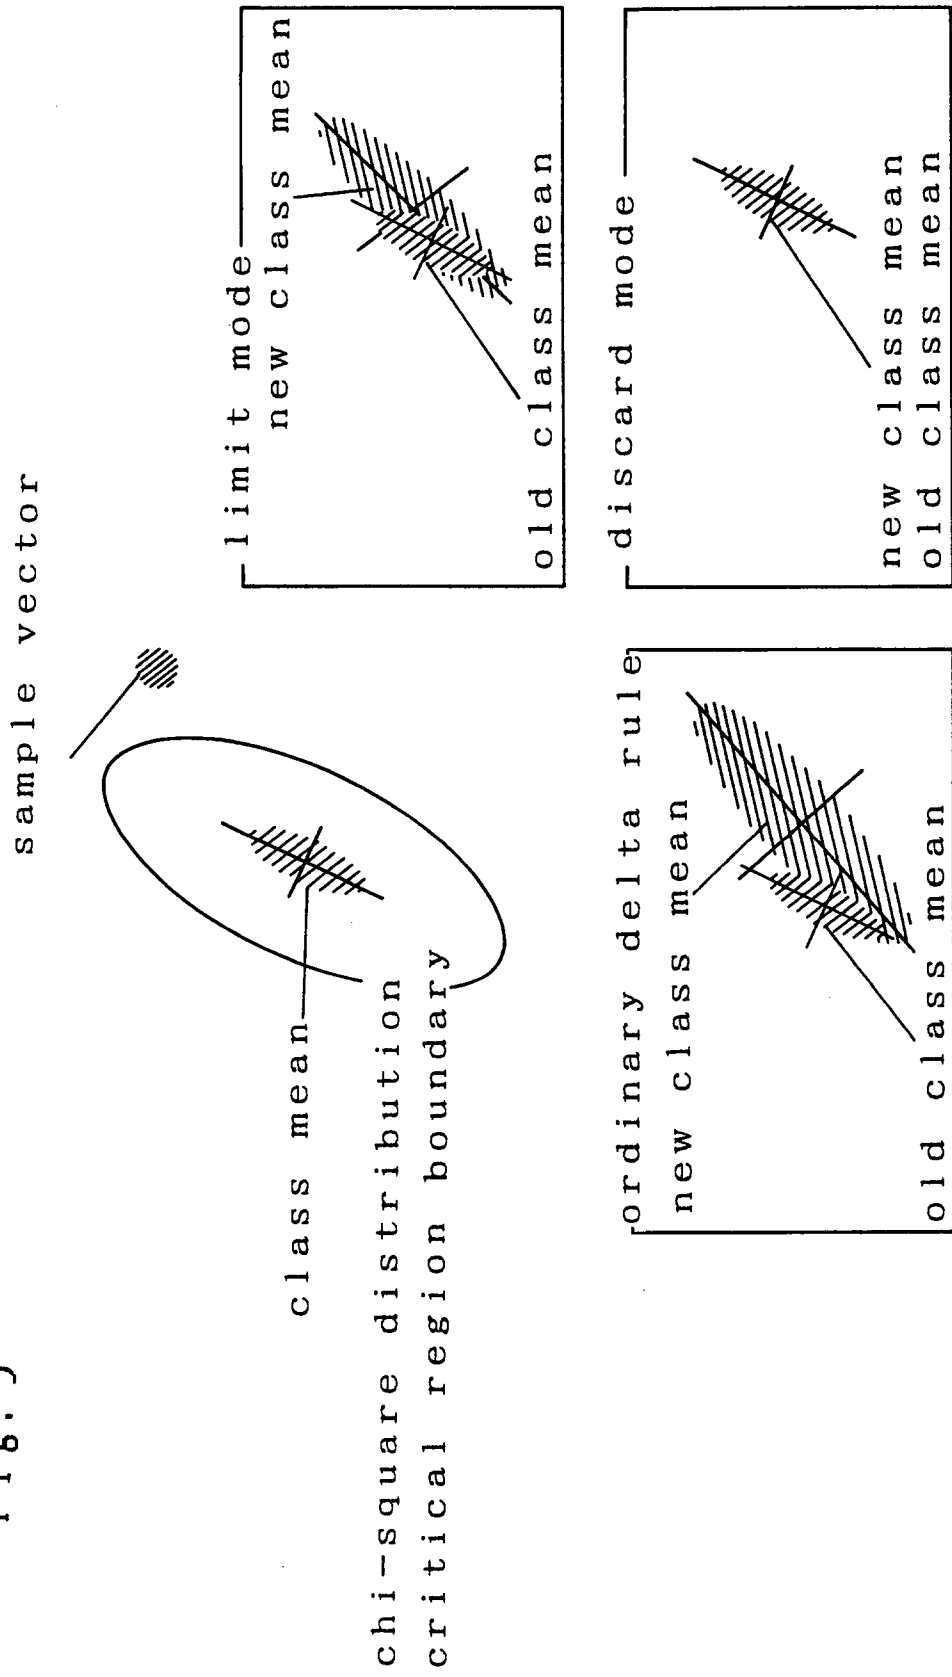 sample vector
class mean
chi-square distribution
critical region boundary
limit mode
new class mean
old class mean
ordinary delta rule
new class mean
old class mean
discard mode
new class mean
old class mean